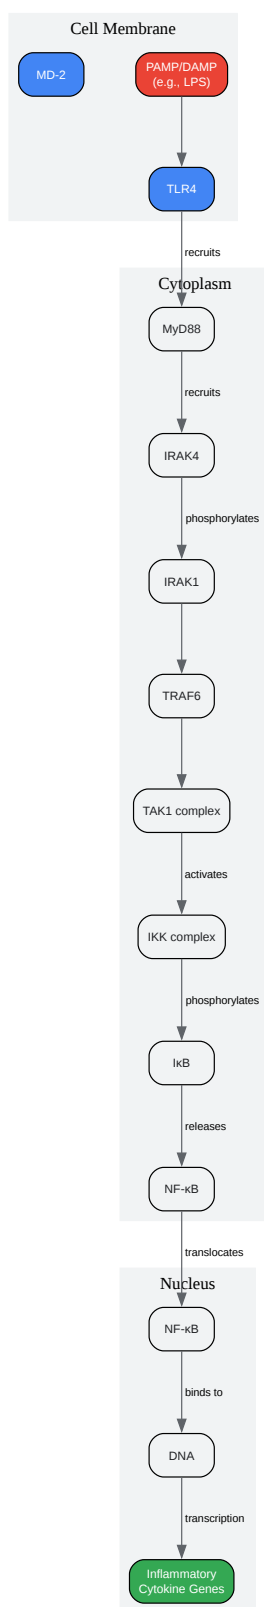 Cell Membrane
MD-2
PAMP/DAMP
(e.g., LPS)
TLR4
recruits
Cytoplasm
MyD88
recruits
IRAK4
phosphorylates
IRAK1
TRAF6
TAK1 complex
activates
IKK complex
phosphorylates
IκB
releases
NF-κB
translocates
Nucleus
NF-κB
binds to
DNA
transcription
Inflammatory
Cytokine Genes